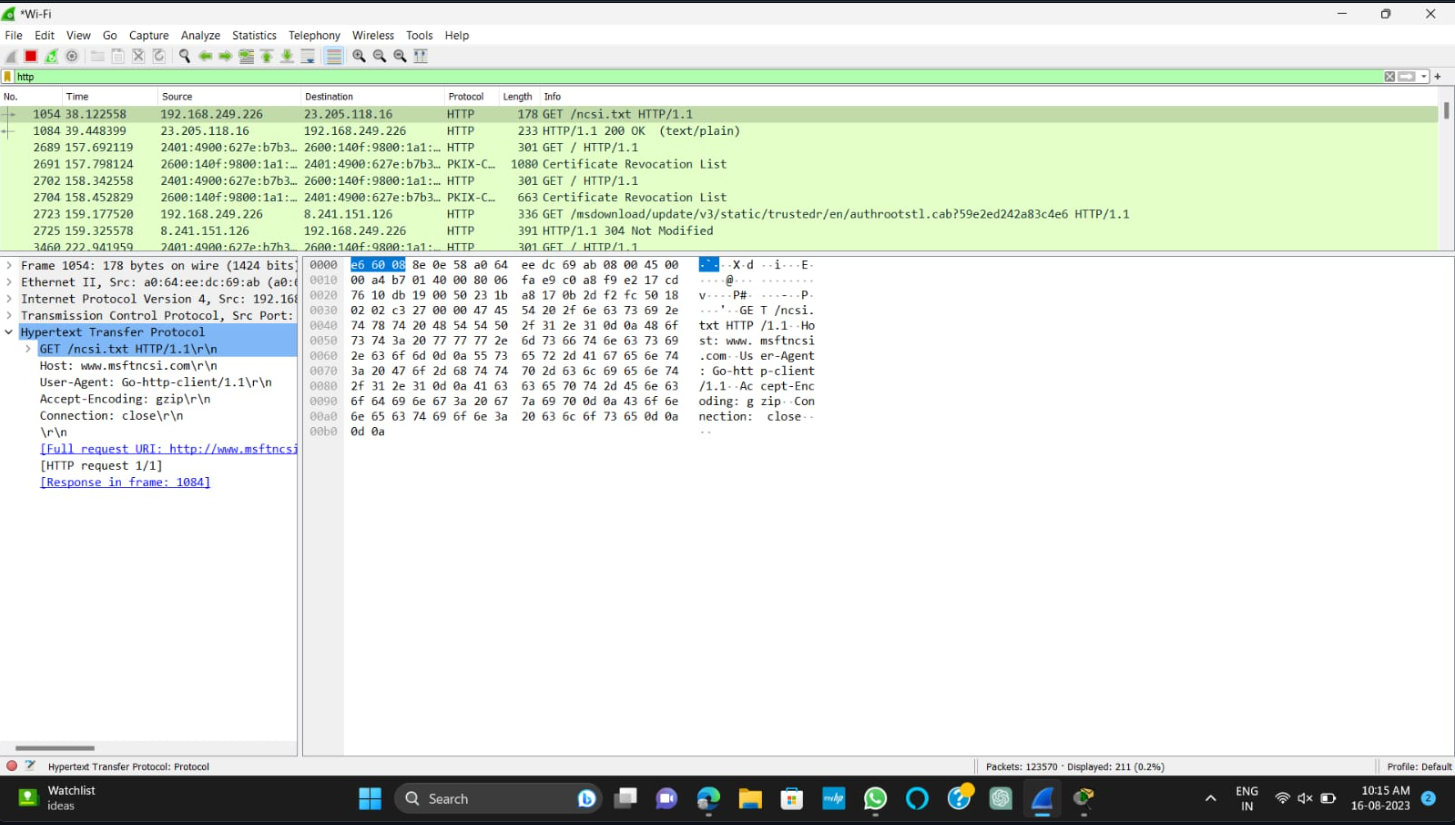 *Wi-Fi
File Edit View Go Capture Analyze Statistics Telephony Wireless Tools Help
http
No. Time Source Destination Protocol Length Info
1054 38.122558 192.168.249.226 23.205.118.16 HTTP 178 GET /ncsi.txt HTTP/1.1
1084 39.448399 23.205.118.16 192.168.249.226 HTTP 233 HTTP/1.1 200 OK (text/plain)
2689 157.692119 2401:4900:627e:b7b3… 2600:140f:9800:1a1:… HTTP 301 GET / HTTP/1.1
2691 157.798124 2600:140f:9800:1a1:… 2401:4900:627e:b7b3… PKIX-C… 1080 Certificate Revocation List
2702 158.342558 2401:4900:627e:b7b3… 2600:140f:9800:1a1:… HTTP 301 GET / HTTP/1.1
2704 158.452829 2600:140f:9800:1a1:… 2401:4900:627e:b7b3… PKIX-C… 663 Certificate Revocation List
2723 159.177520 192.168.249.226 8.241.151.126 HTTP 336 GET /msdownload/update/v3/static/trustedr/en/authrootstl.cab?59e2ed242a83c4e6 HTTP/1.1
2725 159.325578 8.241.151.126 192.168.249.226 HTTP 391 HTTP/1.1 304 Not Modified
3460 222.941959 2401:4900:627e:b7b3… 2600:140f:9800:1a1:… HTTP 301 GET / HTTP/1.1
Frame 1054: 178 bytes on wire (1424 bits)
Ethernet II, Src: a0:64:ee:dc:69:ab (a0:6
Internet Protocol Version 4, Src: 192.168
Transmission Control Protocol, Src Port:
Hypertext Transfer Protocol
GET /ncsi.txt HTTP/1.1\r\n
Host: www.msftncsi.com\r\n
User-Agent: Go-http-client/1.1\r\n
Accept-Encoding: gzip\r\n
Connection: close\r\n
\r\n
[Full request URI: http://www.msftncsi
[HTTP request 1/1]
[Response in frame: 1084]
0000 e6 60 08 8e 0e 58 a0 64 ee dc 69 ab 08 00 45 00 ·`···X·d ··i···E·
0010 00 a4 b7 01 40 00 80 06 fa e9 c0 a8 f9 e2 17 cd ····@··· ········
0020 76 10 db 19 00 50 23 1b a8 17 0b 2d f2 fc 50 18 v····P#· ···-··P·
0030 02 02 c3 27 00 00 47 45 54 20 2f 6e 63 73 69 2e ···'··GE T /ncsi.
0040 74 78 74 20 48 54 54 50 2f 31 2e 31 0d 0a 48 6f txt HTTP /1.1··Ho
0050 73 74 3a 20 77 77 77 2e 6d 73 66 74 6e 63 73 69 st: www. msftncsi
0060 2e 63 6f 6d 0d 0a 55 73 65 72 2d 41 67 65 6e 74 .com··Us er-Agent
0070 3a 20 47 6f 2d 68 74 74 70 2d 63 6c 69 65 6e 74 : Go-htt p-client
0080 2f 31 2e 31 0d 0a 41 63 63 65 70 74 2d 45 6e 63 /1.1··Ac cept-Enc
0090 6f 64 69 6e 67 3a 20 67 7a 69 70 0d 0a 43 6f 6e oding: g zip··Con
00a0 6e 65 63 74 69 6f 6e 3a 20 63 6c 6f 73 65 0d 0a nection: close··
00b0 0d 0a ··
Hypertext Transfer Protocol: Protocol
Packets: 123570 · Displayed: 211 (0.2%)
Profile: Default
Watchlist
ideas
Search
myhp
ENG
IN
10:15 AM
16-08-2023
2